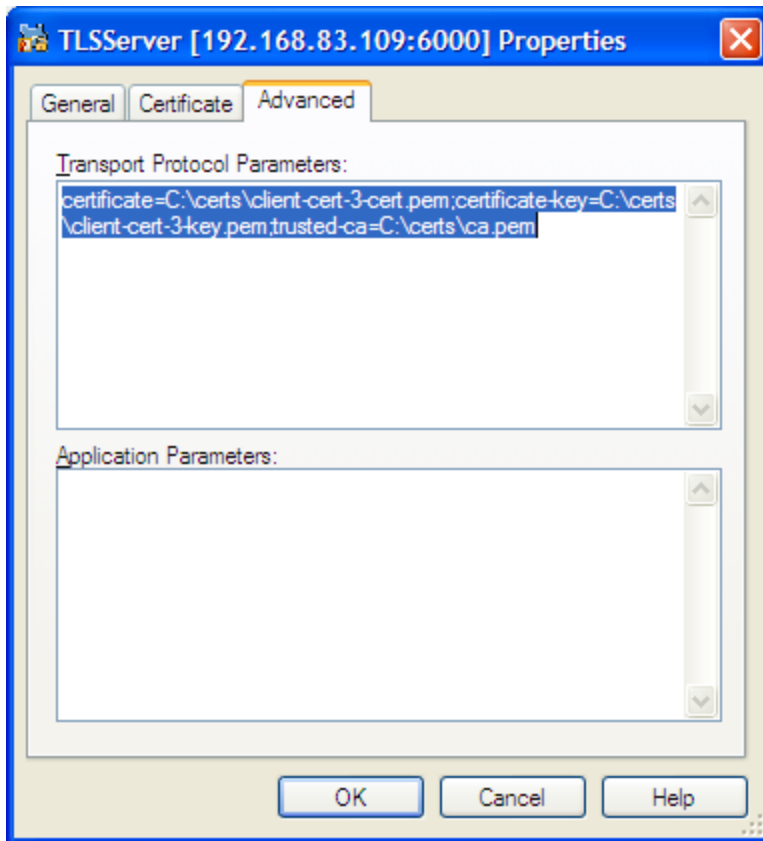 TLSServer [192.168.83.109:6000] Properties
General Certificate Advanced
Transport Protocol Parameters:
certificate=C:\certs\client-cert-3-cert.pem;certificate-key=C:\certs
\client-cert-3-key.pem;trusted-ca=C:\certs\ca.pem
Application Parameters:
OK Cancel Help